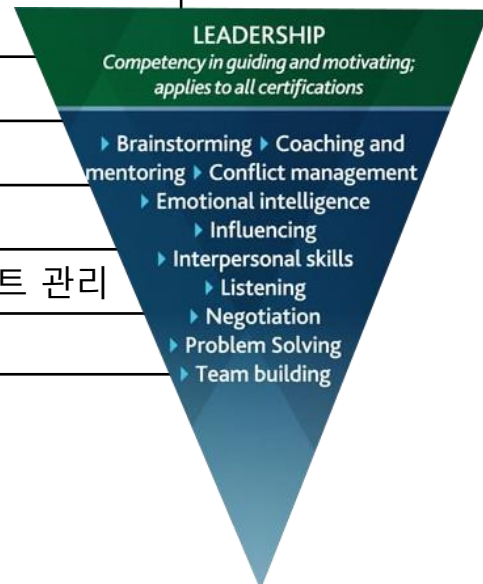 LEADERSHIP
Competency in guiding and motivating;
applies to all certifications
Brainstorming Coaching and
mentoring Conflict management
Emotional intelligence
Influencing
Interpersonal skills
트 관리
Listening
Negotiation
Problem Solving
Team building